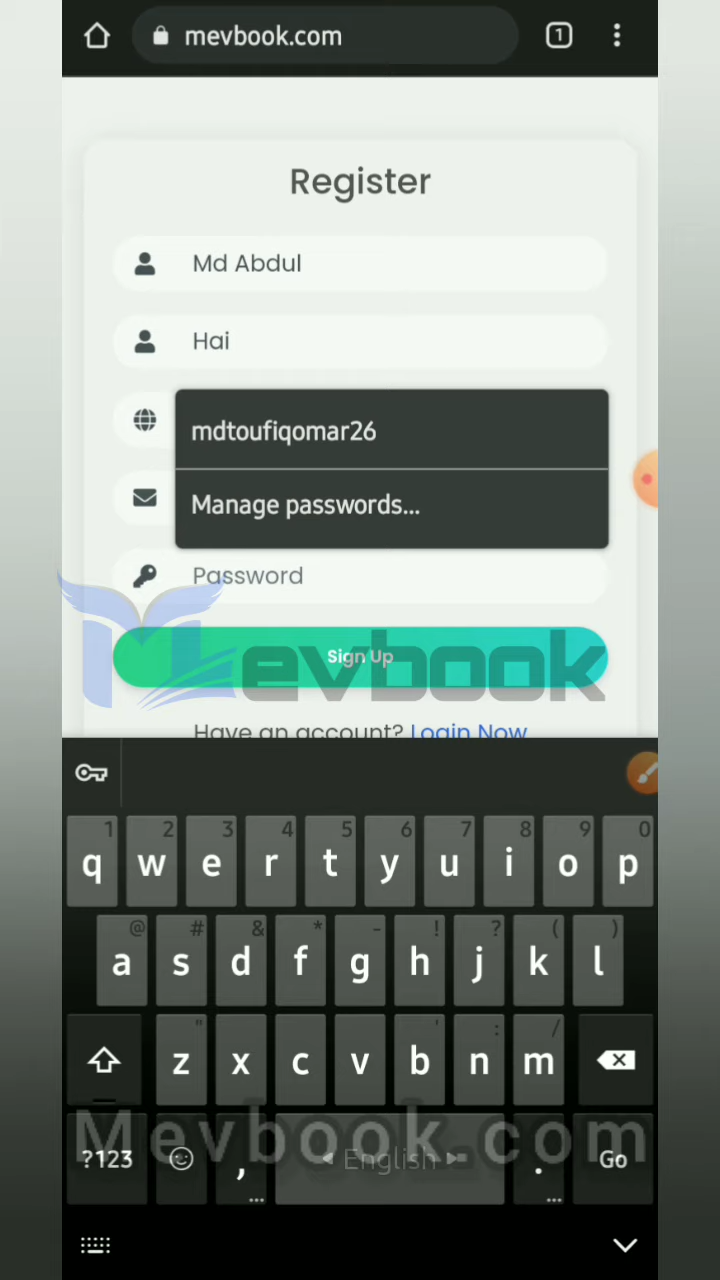 mevbook.com
1
Register
Md Abdul
Hai
mdtoufiqomar26
Manage passwords...
Password
Sign Up
Mevbook
Have an account? Login Now
1 2 3 4 5 6 7 8 9 0
q w e r t y u i o p
@ # & * - ! ? ( )
a s d f g h j k l
" ' : /
z x c v b n m
Mevbook.com
?123 , English . Go
... ...